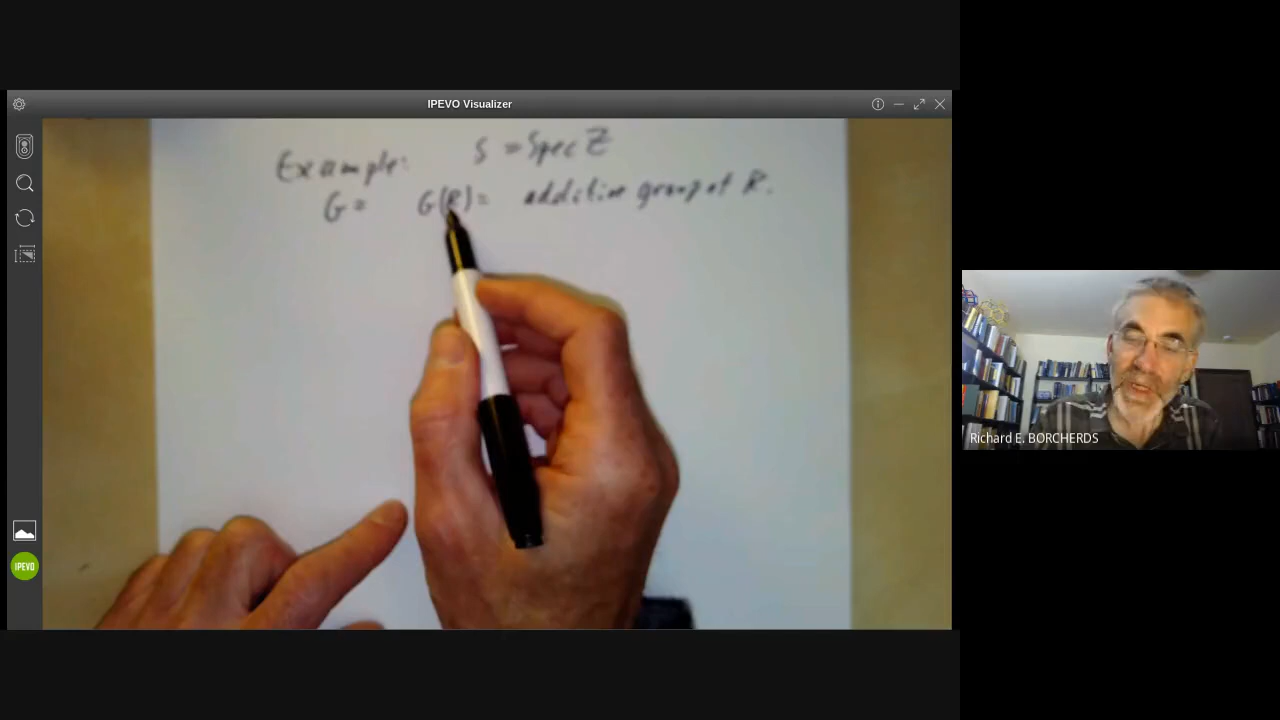 IPEVO Visualizer
Example: S = Spec Z
G = G(R) = additive group of R.
IPEVO
Richard E. BORCHERDS